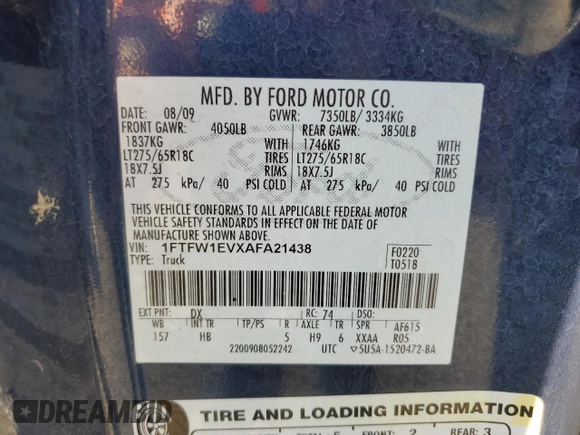 MFD. BY FORD MOTOR CO.
DATE: 08/09 GVWR: 7350LB/ 3334KG
FRONT GAWR: 4050LB REAR GAWR: 3850LB
1837KG WITH 1746KG WITH
LT275/65R18C TIRES LT275/65R18C TIRES
18X7.5J RIMS 18X7.5J RIMS
AT 275 kPa/ 40 PSI COLD AT 275 kPa/ 40 PSI COLD
THIS VEHICLE CONFORMS TO ALL APPLICABLE FEDERAL MOTOR
VEHICLE SAFETY STANDARDS IN EFFECT ON THE DATE OF
MANUFACTURE SHOWN ABOVE.
VIN: 1FTFW1EVXAFA21438 F0220
TYPE: Truck T0518
EXT PNT: DX RC: 74 DSO:
WB INT TR TP/PS R AXLE TR SPR AF615
157 HB 5 H9 6 XXAA R05
2200908052242 UTC ▽5U5A-1520472-BA
TIRE AND LOADING INFORMATION
FRONT: 2 REAR: 3